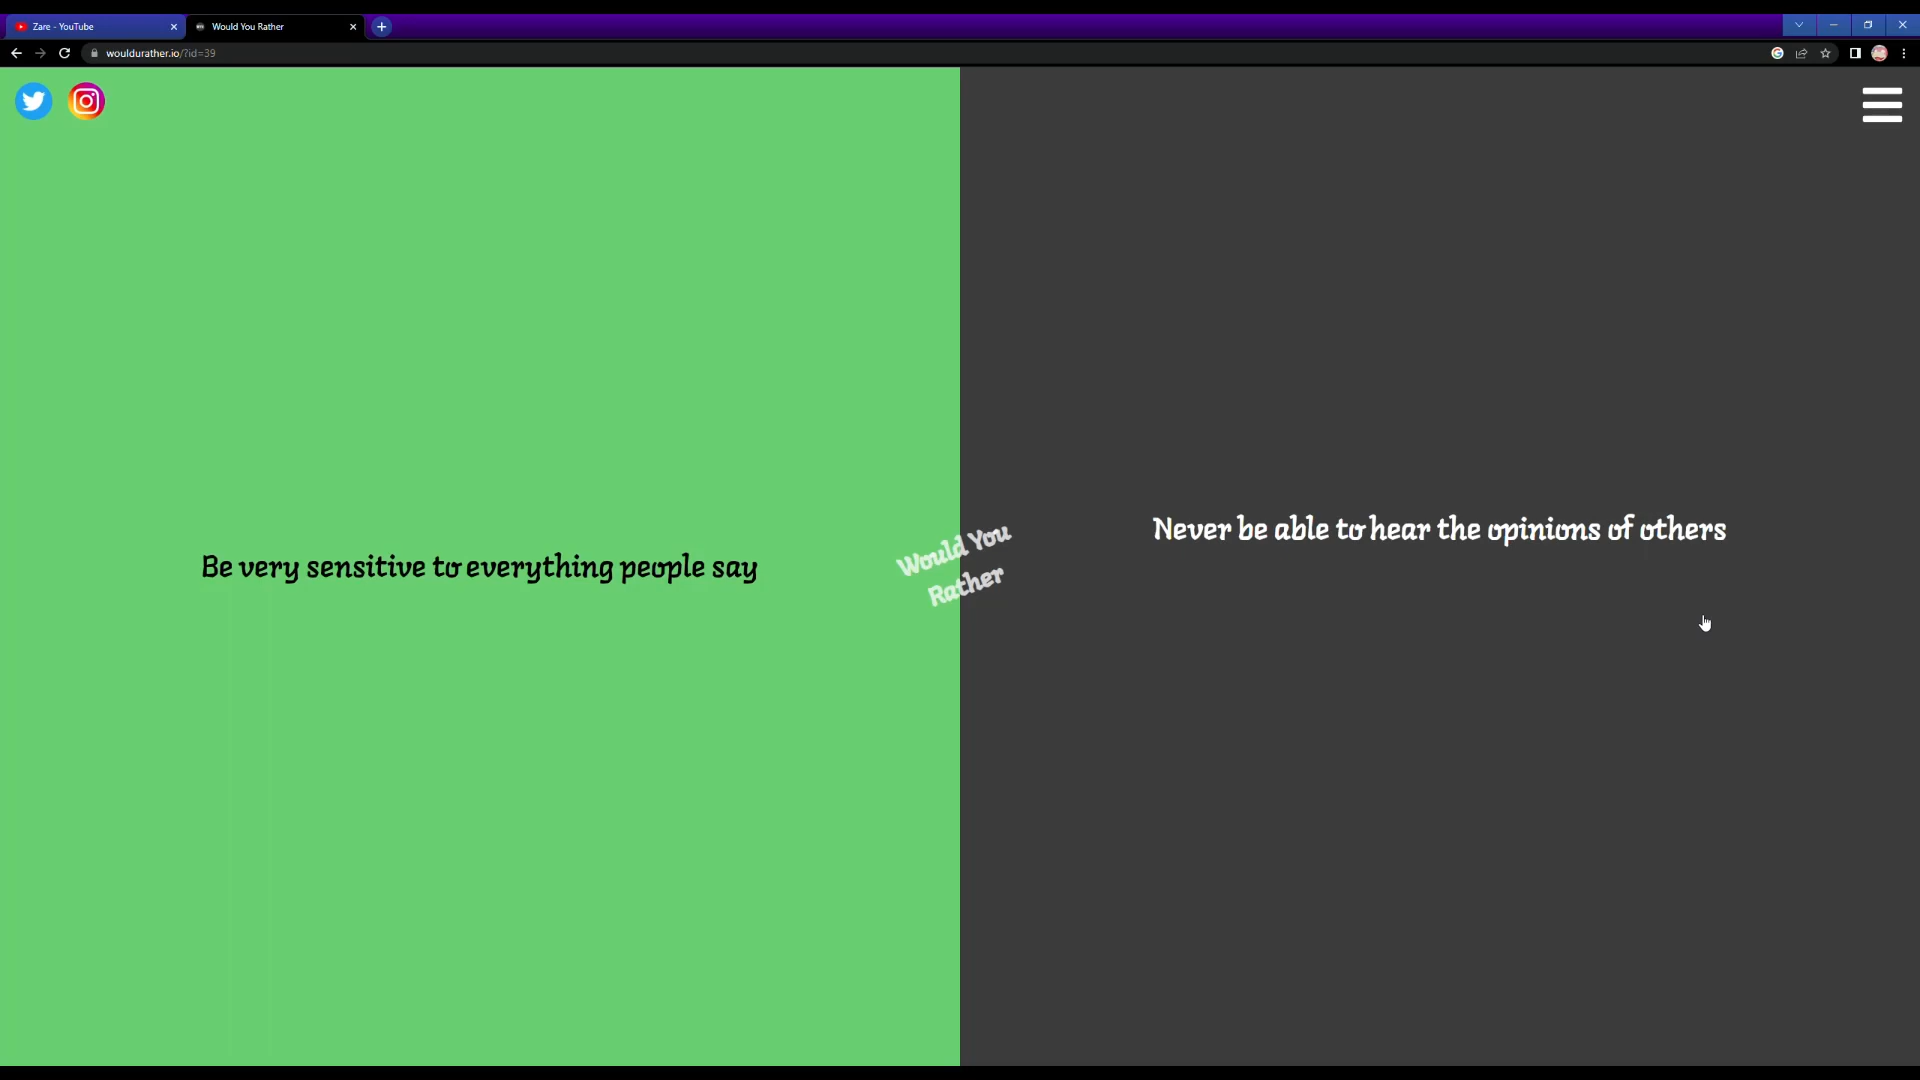 Zare - YouTube
Would You Rather
wouldurather.io/?id=39
Be very sensitive to everything people say
Would You
Rather
Never be able to hear the opinions of others